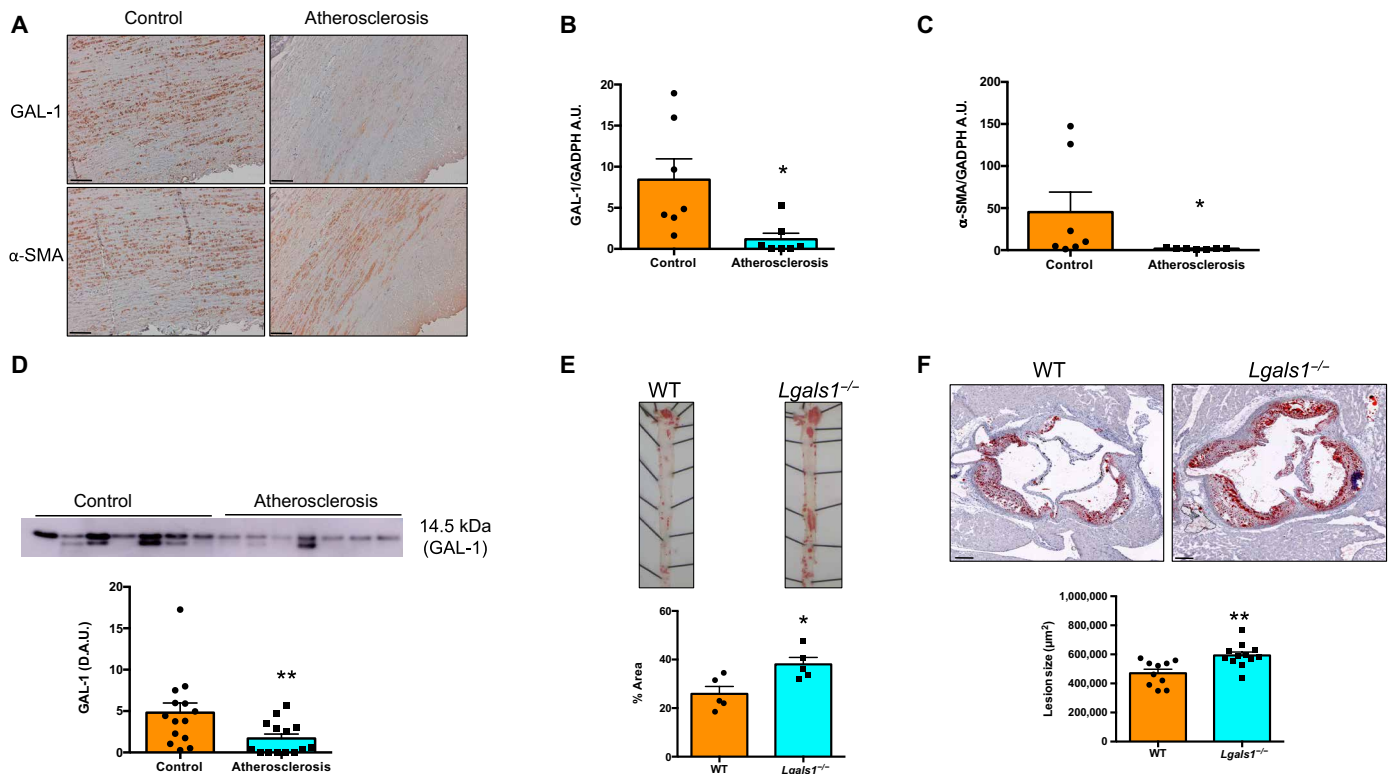 A
Control
Atherosclerosis
GAL-1
α-SMA
B
GAL-1/GADPH A.U.
20
15
10
5
0
*
Control
Atherosclerosis
C
α-SMA/GADPH A.U.
200
150
100
50
0
*
Control
Atherosclerosis
D
Control
Atherosclerosis
14.5 kDa
(GAL-1)
GAL-1 (D.A.U.)
20
15
10
5
0
**
Control
Atherosclerosis
E
WT
Lgals1⁻/⁻
% Area
60
40
20
0
*
WT
Lgals1⁻/⁻
F
WT
Lgals1⁻/⁻
Lesion size (μm²)
1,000,000
800,000
600,000
400,000
200,000
0
**
WT
Lgals1⁻/⁻